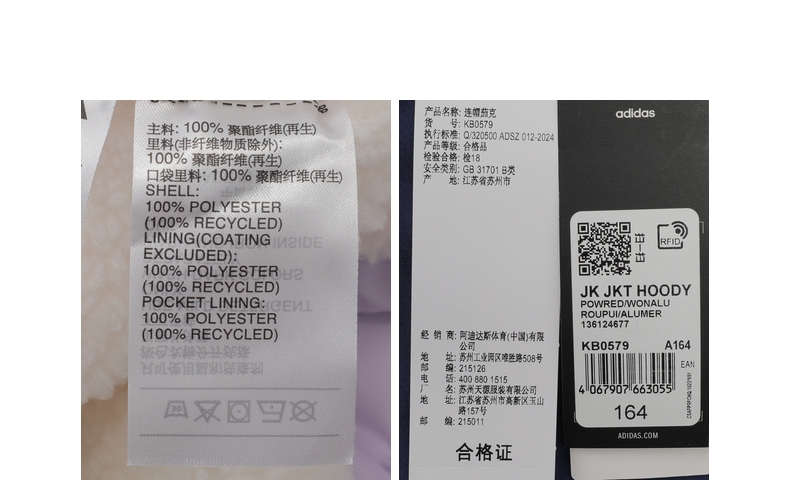 主料: 100% 聚酯纤维(再生)
里料(非纤维物质除外):
100% 聚酯纤维(再生)
口袋里料: 100% 聚酯纤维(再生)
SHELL:
100% POLYESTER
(100% RECYCLED)
LINING(COATING
EXCLUDED):
100% POLYESTER
(100% RECYCLED)
POCKET LINING:
100% POLYESTER
(100% RECYCLED)
产品名称: 连帽茄克
货 号: KB0579
执行标准: Q/320500 ADSZ 012-2024
产品等级: 合格品
检验合格: 检18
安全类别: GB 31701 B类
产 地: 江苏省苏州市
经 销 商: 阿迪达斯体育(中国)有限
公司
地 址: 苏州工业园区唯胜路508号
邮 编: 215126
电 话: 400 880 1515
厂 名: 苏州天源服装有限公司
地 址: 江苏省苏州市高新区玉山
路157号
邮 编: 215011
合格证
adidas
RFID
JK JKT HOODY
POWRED/WONALU
ROUPUI/ALUMER
136124677
KB0579 A164
EAN
4 067907 663055
164
ADIDAS.COM